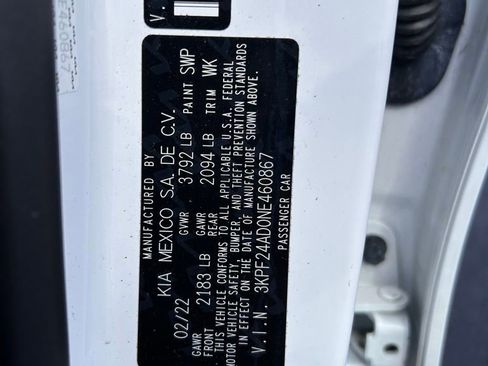 MANUFACTURED BY
KIA MEXICO S.A. DE C.V.
02/22 GVWR 3792 LB PAINT SWP
GAWR FRONT 2183 LB GAWR REAR 2094 LB TRIM WK
THIS VEHICLE CONFORMS TO ALL APPLICABLE U.S.A. FEDERAL
MOTOR VEHICLE SAFETY, BUMPER, AND THEFT PREVENTION STANDARDS
IN EFFECT ON THE DATE OF MANUFACTURE SHOWN ABOVE.
V.I.N. 3KPF24AD0NE460867
PASSENGER CAR
V.